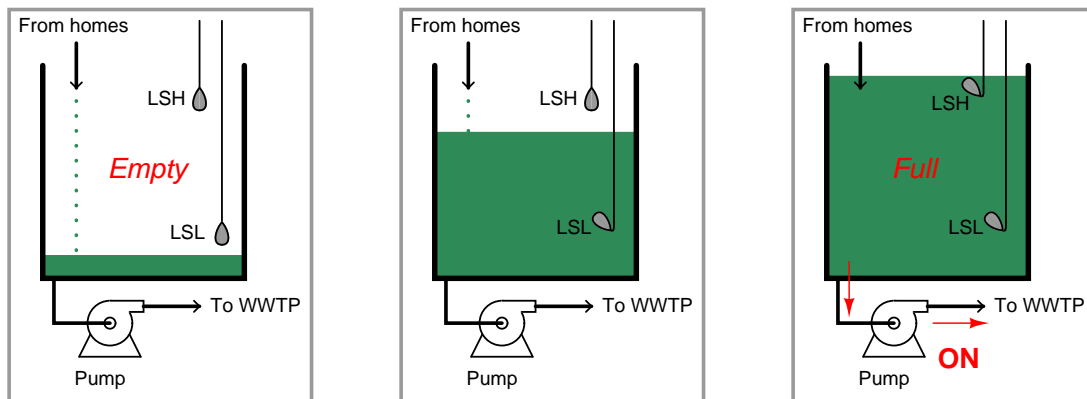 From homes
LSH
Empty
LSL
To WWTP
Pump
From homes
LSH
LSL
To WWTP
Pump
From homes
LSH
Full
LSL
To WWTP
ON
Pump